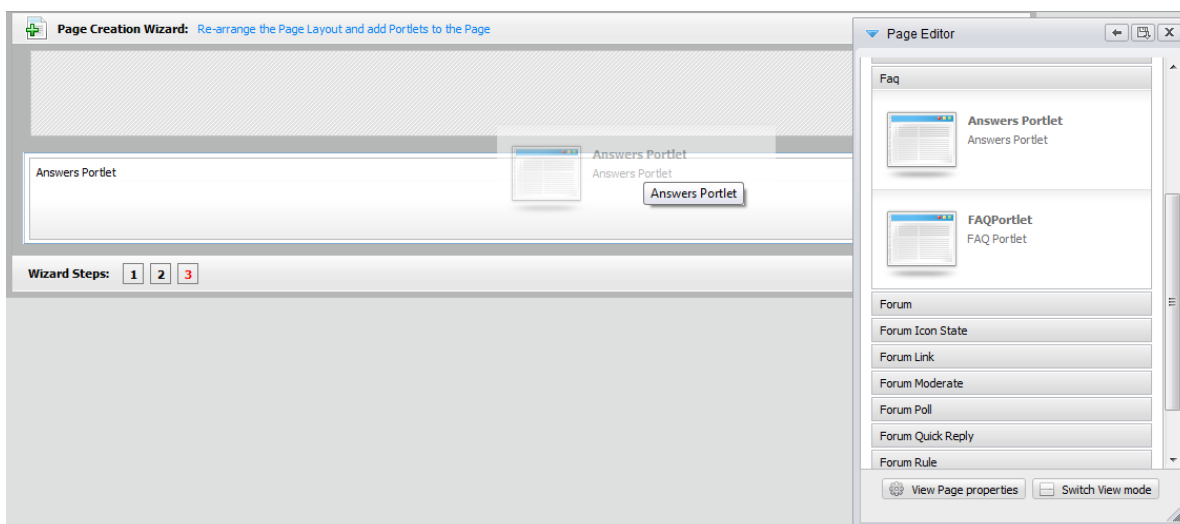 Page Creation Wizard: Re-arrange the Page Layout and add Portlets to the Page
Answers Portlet
Answers Portlet
Answers Portlet
Answers Portlet
Wizard Steps: 1 2 3
Page Editor
Faq
Answers Portlet
Answers Portlet
FAQPortlet
FAQ Portlet
Forum
Forum Icon State
Forum Link
Forum Moderate
Forum Poll
Forum Quick Reply
Forum Rule
View Page properties Switch View mode